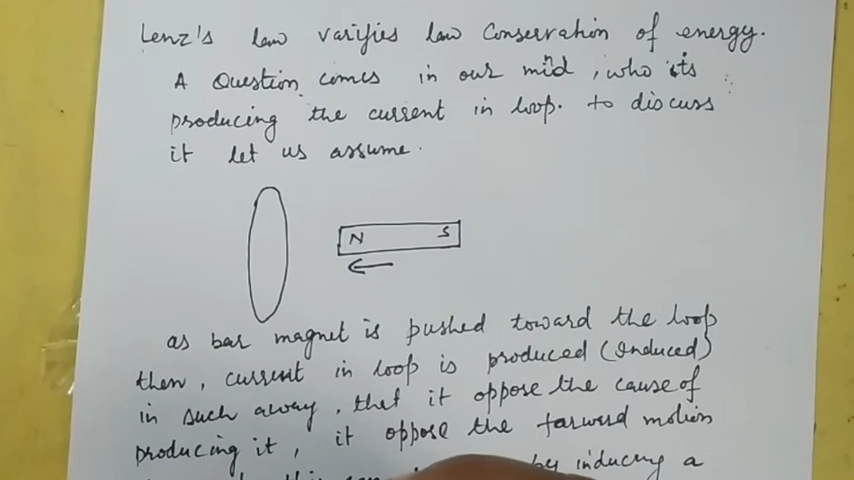 Lenz's law varifies law Conservation of energy.
A Question comes in our mind, who its
producing the current in loop. to discuss
it let us assume.
N S
as bar magnet is pushed toward the loop
then, current in loop is produced (Induced)
in such away, that it oppose the cause of
producing it, it oppose the farward motion
by inducing a